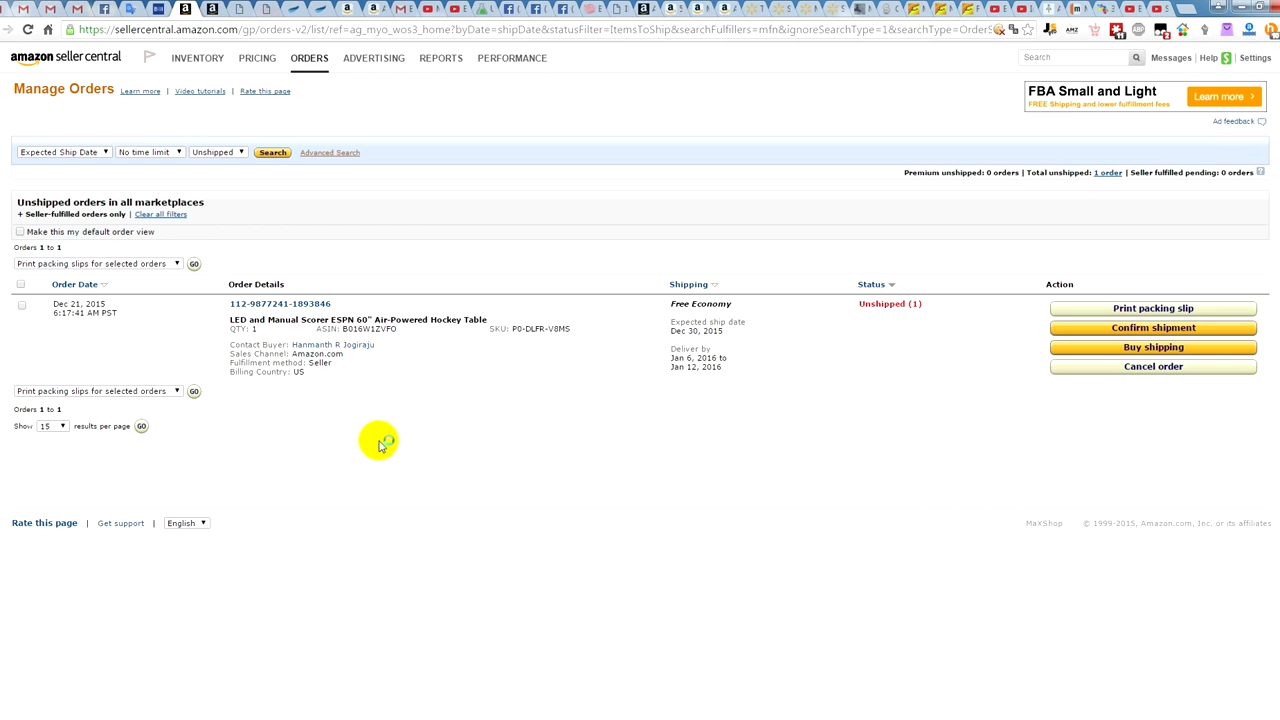 https://sellercentral.amazon.com/gp/orders-v2/list/ref=ag_myo_wos3_home?byDate=shipDate&statusFilter=ItemsToShip&searchFulfillers=mfn&ignoreSearchType=1&searchType=OrderS
amazon seller central INVENTORY PRICING ORDERS ADVERTISING REPORTS PERFORMANCE Search Messages | Help | Settings
Manage Orders Learn more | Video tutorials | Rate this page
FBA Small and Light
FREE Shipping and lower fulfillment fees
Learn more >
Ad feedback
Expected Ship Date No time limit Unshipped Search Advanced Search
Premium unshipped: 0 orders | Total unshipped: 1 order | Seller fulfilled pending: 0 orders ?
Unshipped orders in all marketplaces
+ Seller-fulfilled orders only | Clear all filters
Make this my default order view
Orders 1 to 1
Print packing slips for selected orders GO
Order Date Order Details Shipping Status Action
Dec 21, 2015
6:17:41 AM PST
112-9877241-1893846
LED and Manual Scorer ESPN 60" Air-Powered Hockey Table
QTY: 1 ASIN: B016W1ZVFO SKU: P0-DLFR-V8MS
Contact Buyer: Hanmanth R Jogiraju
Sales Channel: Amazon.com
Fulfillment method: Seller
Billing Country: US
Free Economy
Expected ship date
Dec 30, 2015
Deliver by
Jan 6, 2016 to
Jan 12, 2016
Unshipped (1)
Print packing slip
Confirm shipment
Buy shipping
Cancel order
Print packing slips for selected orders GO
Orders 1 to 1
Show 15 results per page GO
Rate this page | Get support | English
MaXShop © 1999-2015, Amazon.com, Inc. or its affiliates